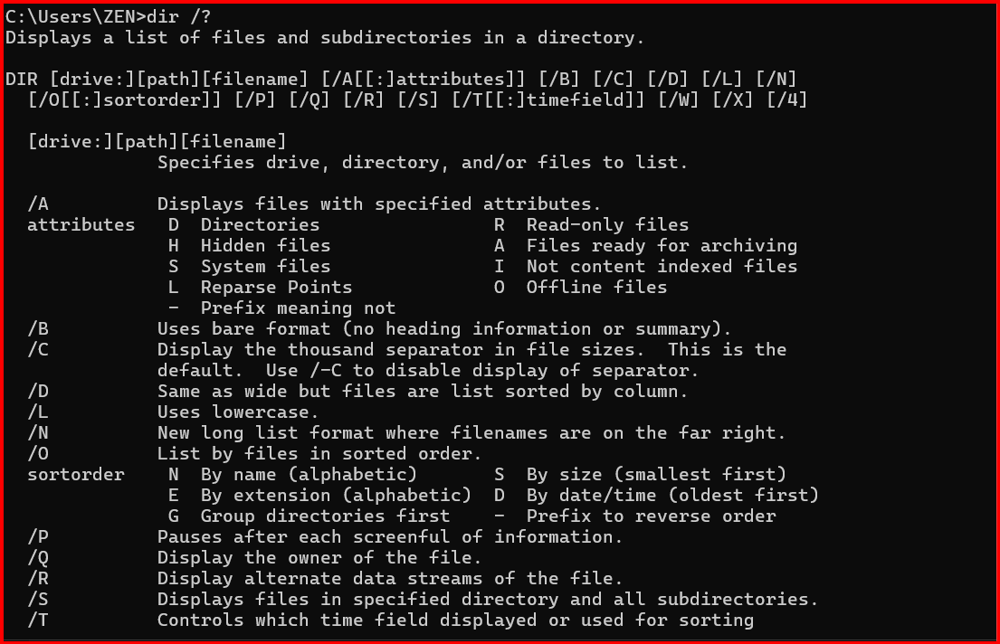 C:\Users\ZEN>dir /?
Displays a list of files and subdirectories in a directory.

DIR [drive:][path][filename] [/A[[:]attributes]] [/B] [/C] [/D] [/L] [/N]
  [/O[[:]sortorder]] [/P] [/Q] [/R] [/S] [/T[[:]timefield]] [/W] [/X] [/4]

  [drive:][path][filename]
              Specifies drive, directory, and/or files to list.

  /A          Displays files with specified attributes.
  attributes   D  Directories                R  Read-only files
               H  Hidden files               A  Files ready for archiving
               S  System files               I  Not content indexed files
               L  Reparse Points             O  Offline files
               -  Prefix meaning not
  /B          Uses bare format (no heading information or summary).
  /C          Display the thousand separator in file sizes.  This is the
              default.  Use /-C to disable display of separator.
  /D          Same as wide but files are list sorted by column.
  /L          Uses lowercase.
  /N          New long list format where filenames are on the far right.
  /O          List by files in sorted order.
  sortorder    N  By name (alphabetic)       S  By size (smallest first)
               E  By extension (alphabetic)  D  By date/time (oldest first)
               G  Group directories first    -  Prefix to reverse order
  /P          Pauses after each screenful of information.
  /Q          Display the owner of the file.
  /R          Display alternate data streams of the file.
  /S          Displays files in specified directory and all subdirectories.
  /T          Controls which time field displayed or used for sorting